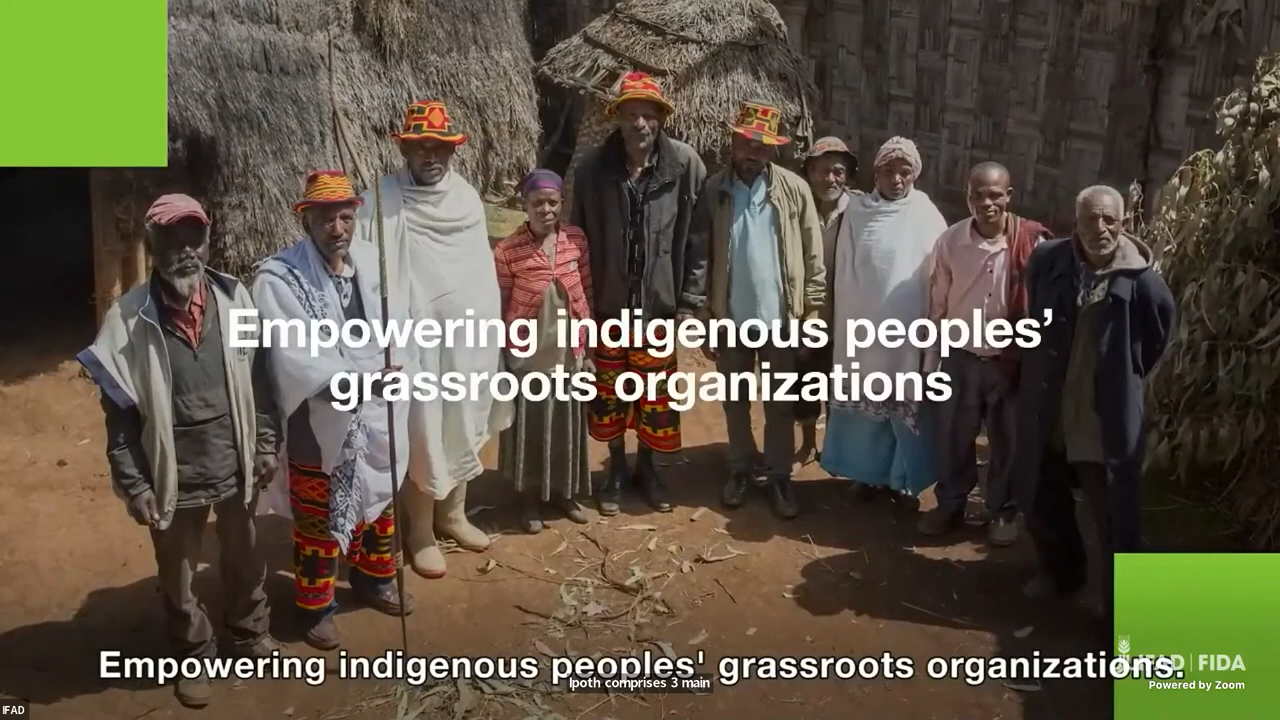 Empowering indigenous peoples’
grassroots organizations
Empowering indigenous peoples' grassroots organizations.
Ipoth comprises 3 main
IFAD | FIDA
Powered by Zoom
IFAD